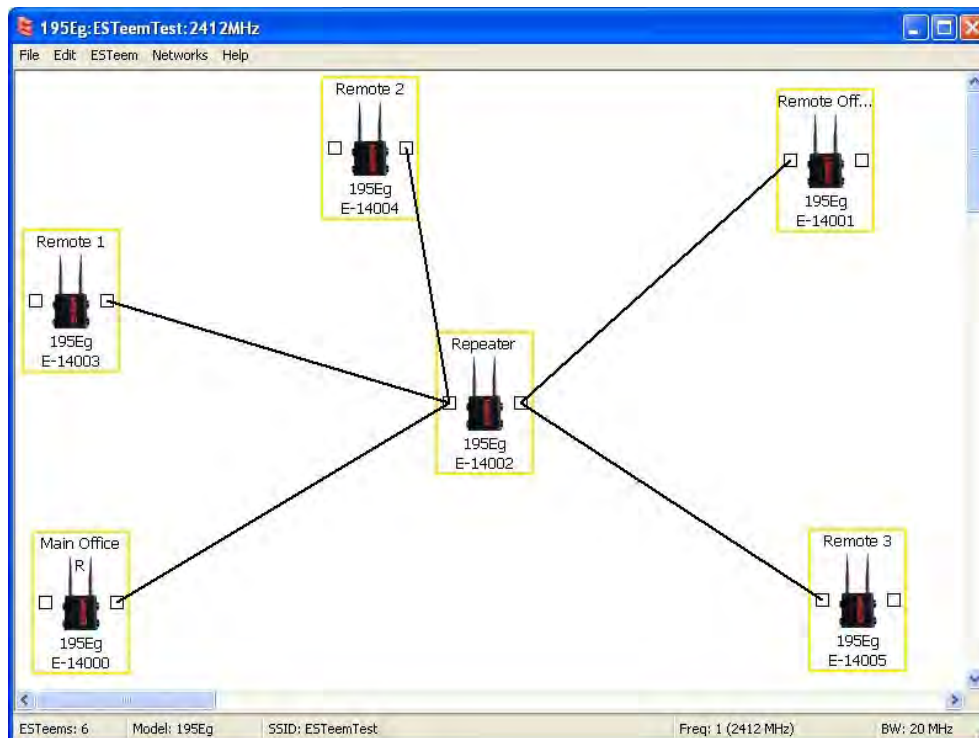 195Eg:ESTeemTest:2412MHz
File Edit ESTeem Networks Help
Remote 2
195Eg
E-14004
Remote Off...
195Eg
E-14001
Remote 1
195Eg
E-14003
Repeater
195Eg
E-14002
Main Office
R
195Eg
E-14000
Remote 3
195Eg
E-14005
ESTeems: 6 Model: 195Eg SSID: ESTeemTest Freq: 1 (2412 MHz) BW: 20 MHz